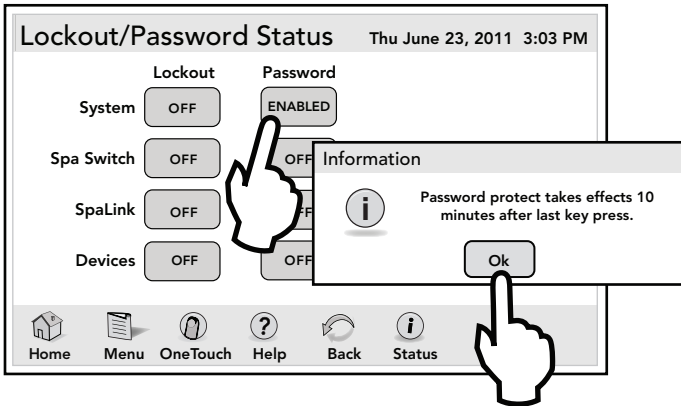 Lockout/Password Status Thu June 23, 2011 3:03 PM
Lockout Password
System OFF ENABLED
Spa Switch OFF OFF
SpaLink OFF
Devices OFF OFF
Information
i
Password protect takes effects 10
minutes after last key press.
Ok
? i
Home Menu OneTouch Help Back Status